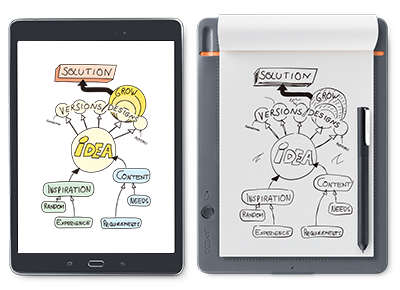 SOLUTION
GROW
VERSIONS
DESIGNS
IDEA
CONTENT
INSPIRATION
RANDOM
NEEDS
EXPERIENCE
REQUIREMENTS
SOLUTION
GROW
VERSIONS
DESIGNS
IDEA
CONTENT
INSPIRATION
RANDOM
NEEDS
EXPERIENCE
REQUIREMENTS